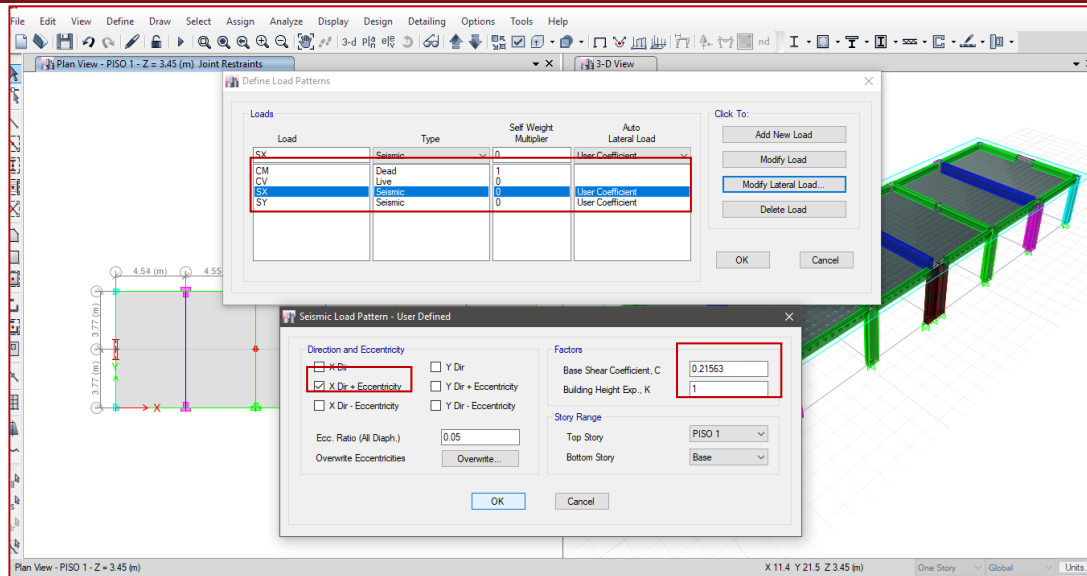 File Edit View Define Draw Select Assign Analyze Display Design Detailing Options Tools Help
3-d nd
Plan View - PISO 1 - Z = 3.45 (m) Joint Restraints
3-D View
Define Load Patterns
Loads
Click To:
Load Type Self Weight Multiplier Auto Lateral Load
SX Seismic 0 User Coefficient
CM Dead 1
CV Live 0
SX Seismic 0 User Coefficient
SY Seismic 0 User Coefficient
Add New Load
Modify Load
Modify Lateral Load...
Delete Load
OK Cancel
4.54 (m) 4.55
3.77 (m)
3.77 (m)
Y
X
Seismic Load Pattern - User Defined
Direction and Eccentricity
X Dir Y Dir
X Dir + Eccentricity Y Dir + Eccentricity
X Dir - Eccentricity Y Dir - Eccentricity
Ecc. Ratio (All Diaph.) 0.05
Overwrite Eccentricities Overwrite...
Factors
Base Shear Coefficient, C 0.21563
Building Height Exp., K 1
Story Range
Top Story PISO 1
Bottom Story Base
OK Cancel
Plan View - PISO 1 - Z = 3.45 (m) X 11.4 Y 21.5 Z 3.45 (m) One Story Global Units...